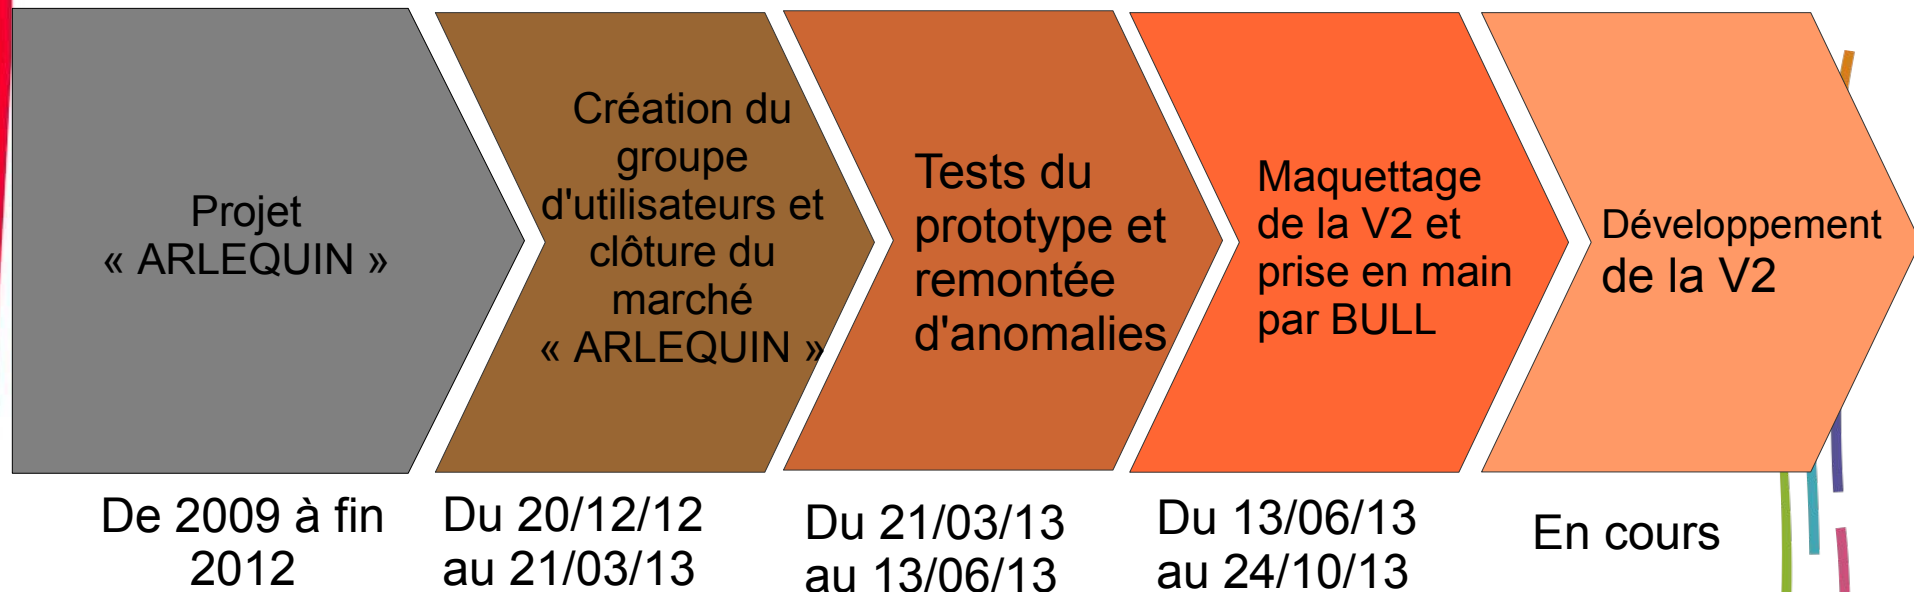 Projet
« ARLEQUIN »
Création du
groupe
d'utilisateurs et
clôture du
marché
« ARLEQUIN »
Tests du
prototype et
remontée
d'anomalies
Maquettage
de la V2 et
prise en main
par BULL
Développement
de la V2
De 2009 à fin
2012
Du 20/12/12
au 21/03/13
Du 21/03/13
au 13/06/13
Du 13/06/13
au 24/10/13
En cours